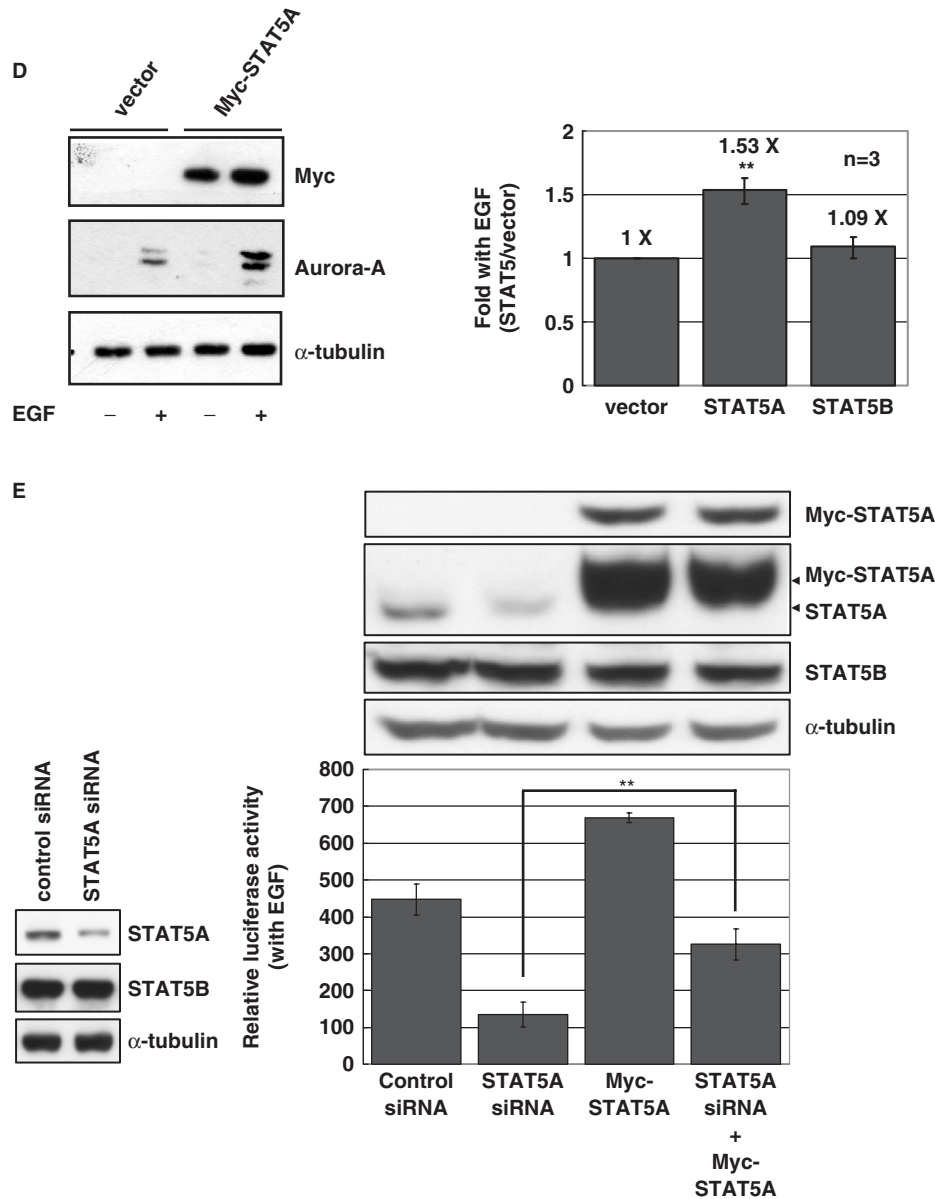 D
vector
Myc-STAT5A
Myc
Aurora-A
α-tubulin
EGF – + – +
Fold with EGF
(STAT5/vector)
2
1.5
1
0.5
0
1 X
1.53 X
**
1.09 X
n=3
vector STAT5A STAT5B
E
Myc-STAT5A
Myc-STAT5A
STAT5A
STAT5B
α-tubulin
control siRNA
STAT5A siRNA
STAT5A
STAT5B
α-tubulin
Relative luciferase activity
(with EGF)
800
700
600
500
400
300
200
100
0
**
Control
siRNA
STAT5A
siRNA
Myc-
STAT5A
STAT5A
siRNA
+
Myc-
STAT5A